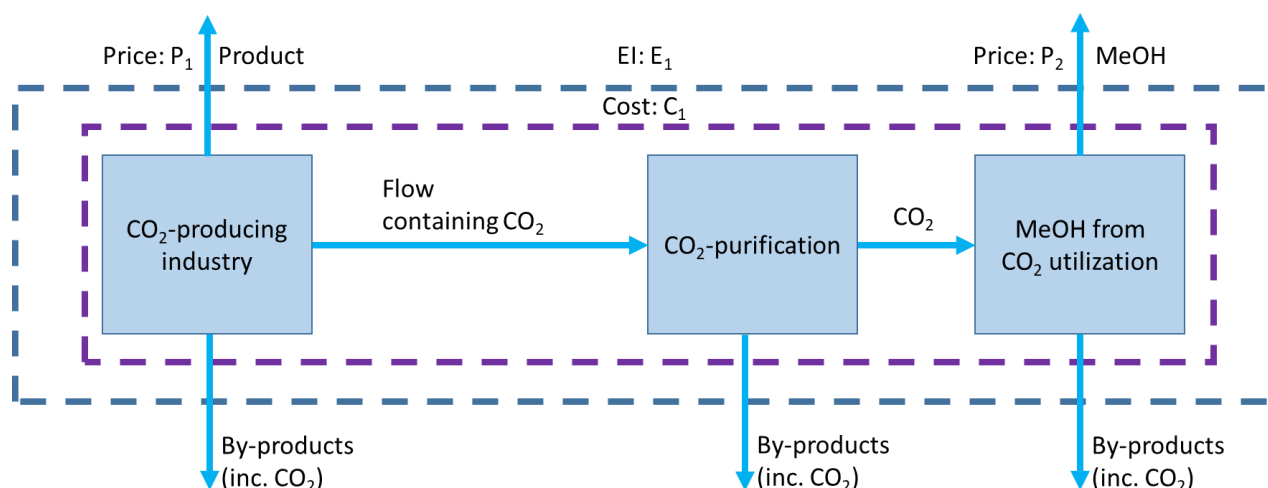 Price: P₁ Product
EI: E₁
Price: P₂ MeOH
Cost: C₁
CO₂-producing
industry
Flow
containing CO₂
CO₂-purification
CO₂
MeOH from
CO₂ utilization
By-products
(inc. CO₂)
By-products
(inc. CO₂)
By-products
(inc. CO₂)